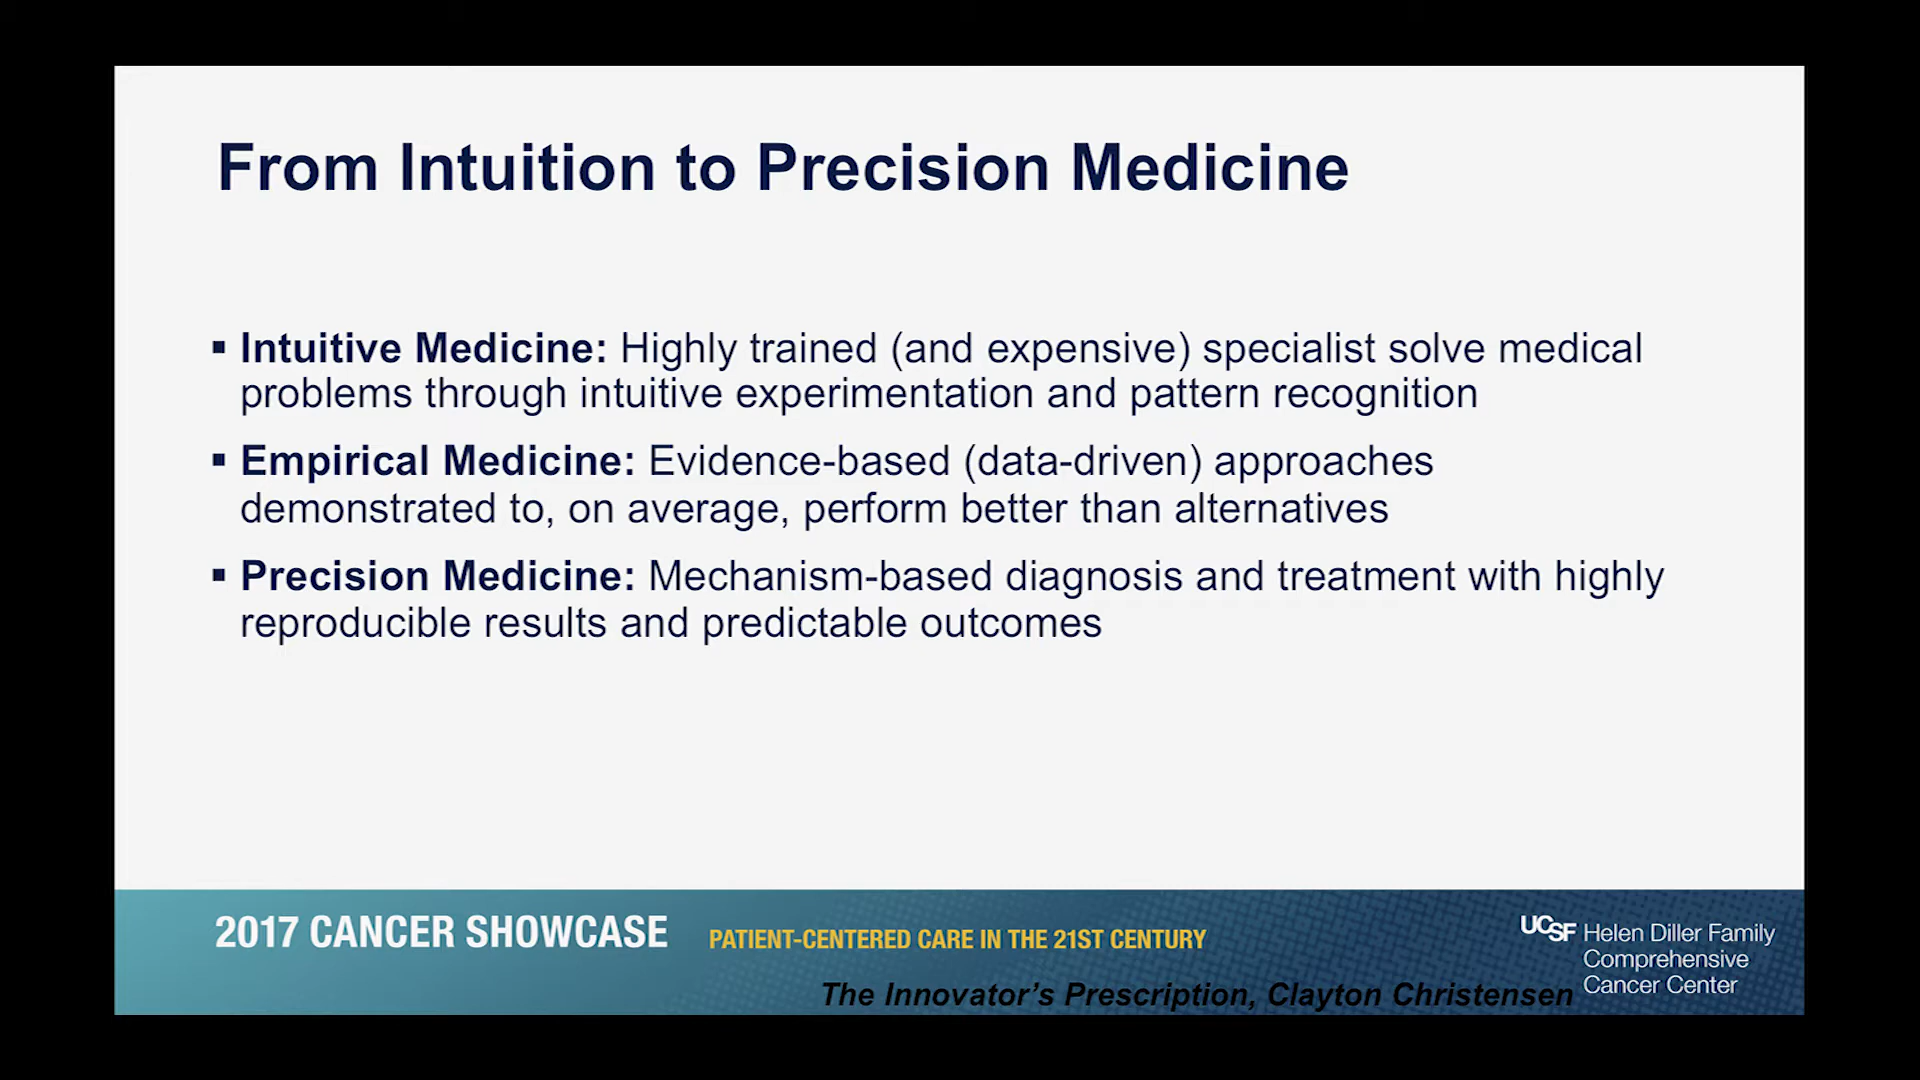 From Intuition to Precision Medicine
▪ Intuitive Medicine: Highly trained (and expensive) specialist solve medical
problems through intuitive experimentation and pattern recognition
▪ Empirical Medicine: Evidence-based (data-driven) approaches
demonstrated to, on average, perform better than alternatives
▪ Precision Medicine: Mechanism-based diagnosis and treatment with highly
reproducible results and predictable outcomes
2017 CANCER SHOWCASE PATIENT-CENTERED CARE IN THE 21ST CENTURY
UCSF Helen Diller Family
Comprehensive
Cancer Center
The Innovator’s Prescription, Clayton Christensen